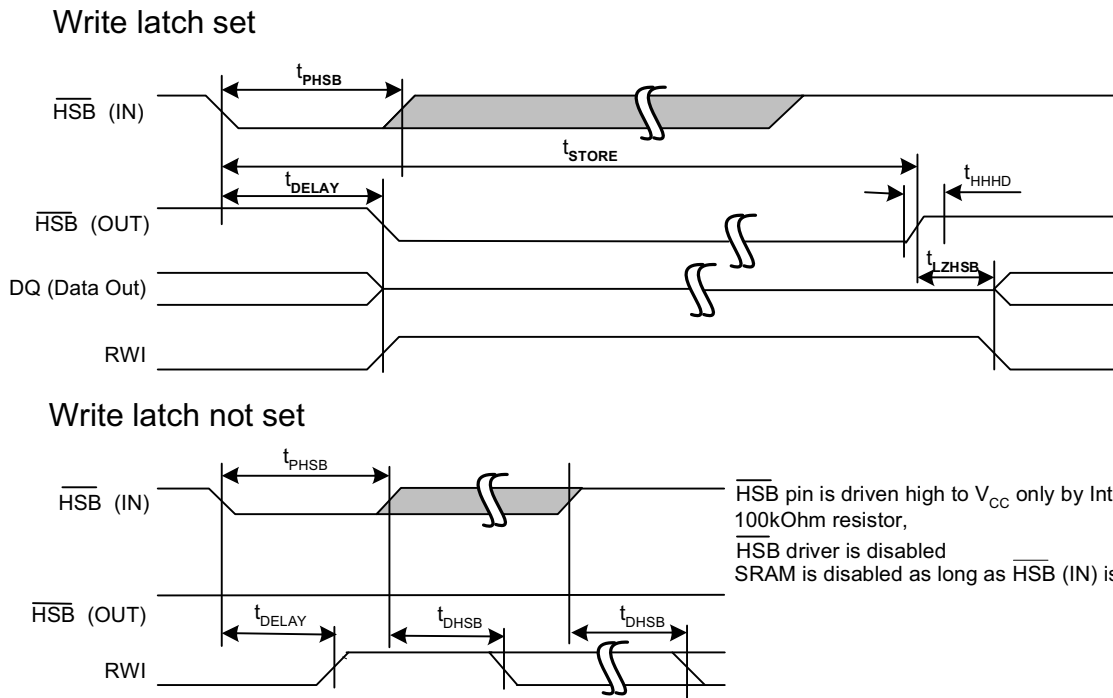 Write latch set
tPHSB
HSB (IN)
tSTORE
tDELAY
tHHHD
HSB (OUT)
tLZHSB
DQ (Data Out)
RWI
Write latch not set
tPHSB
HSB (IN)
HSB pin is driven high to VCC only by Int
100kOhm resistor,
HSB driver is disabled
SRAM is disabled as long as HSB (IN) is
HSB (OUT)
tDELAY
tDHSB
tDHSB
RWI